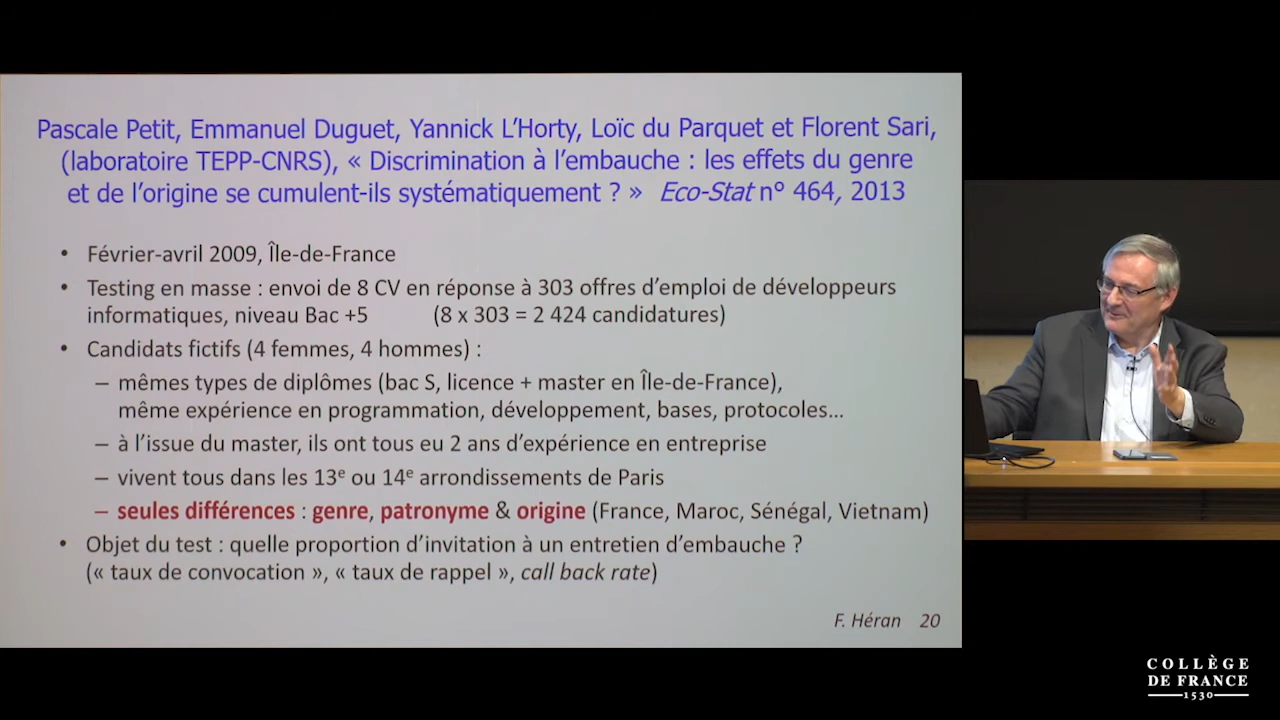 Pascale Petit, Emmanuel Duguet, Yannick L'Horty, Loïc du Parquet et Florent Sari,
(laboratoire TEPP-CNRS), « Discrimination à l'embauche : les effets du genre
et de l'origine se cumulent-ils systématiquement ? » Eco-Stat n° 464, 2013
• Février-avril 2009, Île-de-France
• Testing en masse : envoi de 8 CV en réponse à 303 offres d'emploi de développeurs
informatiques, niveau Bac +5 (8 x 303 = 2 424 candidatures)
• Candidats fictifs (4 femmes, 4 hommes) :
– mêmes types de diplômes (bac S, licence + master en Île-de-France),
même expérience en programmation, développement, bases, protocoles…
– à l'issue du master, ils ont tous eu 2 ans d'expérience en entreprise
– vivent tous dans les 13e ou 14e arrondissements de Paris
– seules différences : genre, patronyme & origine (France, Maroc, Sénégal, Vietnam)
• Objet du test : quelle proportion d'invitation à un entretien d'embauche ?
(« taux de convocation », « taux de rappel », call back rate)
F. Héran 20
COLLÈGE
DE FRANCE
1530